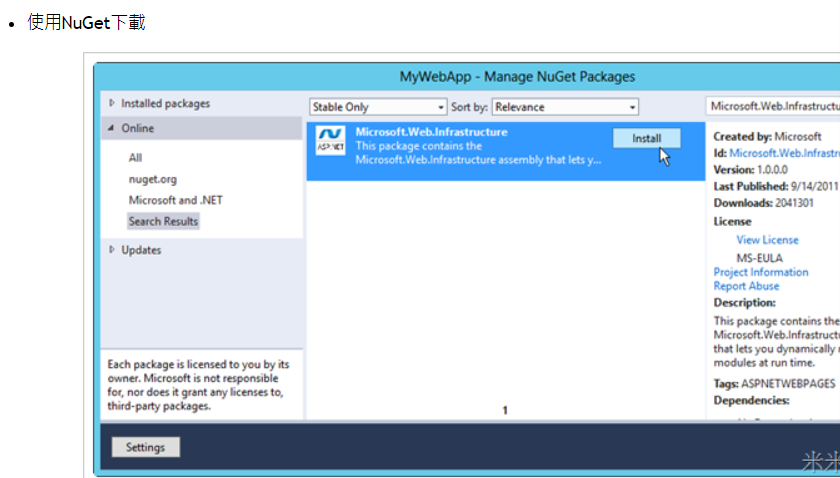 使用NuGet下載
MyWebApp - Manage NuGet Packages
Installed packages
Online
All
nuget.org
Microsoft and .NET
Search Results
Updates
Each package is licensed to you by its
owner. Microsoft is not responsible
for, nor does it grant any licenses to,
third-party packages.
Settings
Stable Only
Sort by: Relevance
ASP.NET
Microsoft.Web.Infrastructure
This package contains the
Microsoft.Web.Infrastructure assembly that lets y...
Install
1
Microsoft.Web.Infrastructu
Created by: Microsoft
Id: Microsoft.Web.Infrastru
Version: 1.0.0.0
Last Published: 9/14/2011
Downloads: 2041301
License
View License
MS-EULA
Project Information
Report Abuse
Description:
This package contains the
Microsoft.Web.Infrastructu
that lets you dynamically
modules at run time.
Tags: ASPNETWEBPAGES
Dependencies:
米